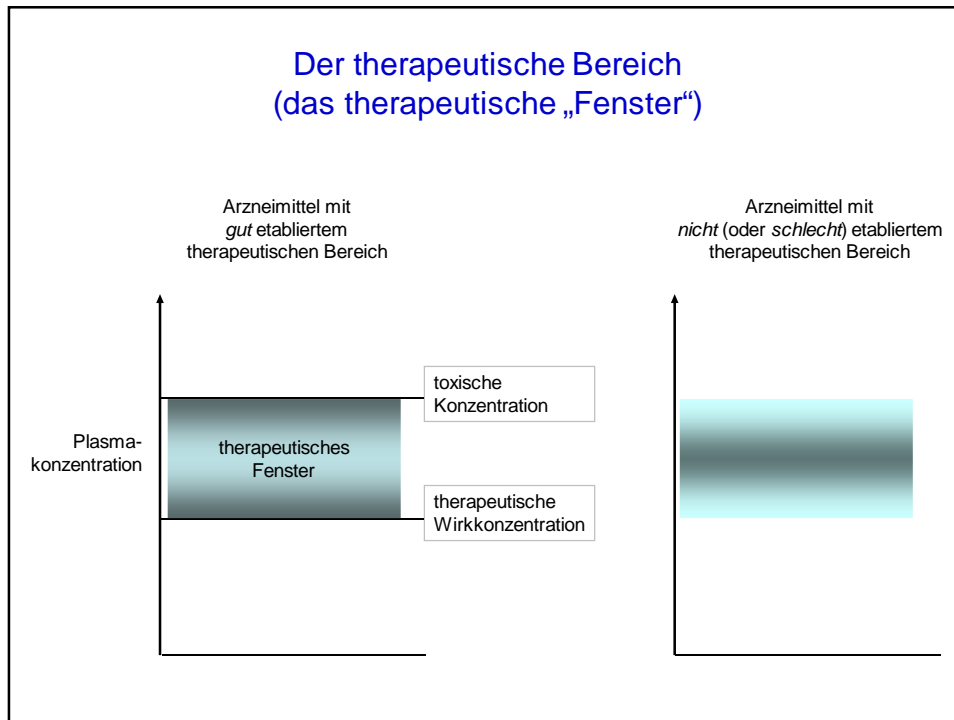 Der therapeutische Bereich
(das therapeutische „Fenster“)
Arzneimittel mit
gut etabliertem
therapeutischen Bereich
Arzneimittel mit
nicht (oder schlecht) etabliertem
therapeutischen Bereich
Plasma-
konzentration
therapeutisches
Fenster
toxische
Konzentration
therapeutische
Wirkkonzentration